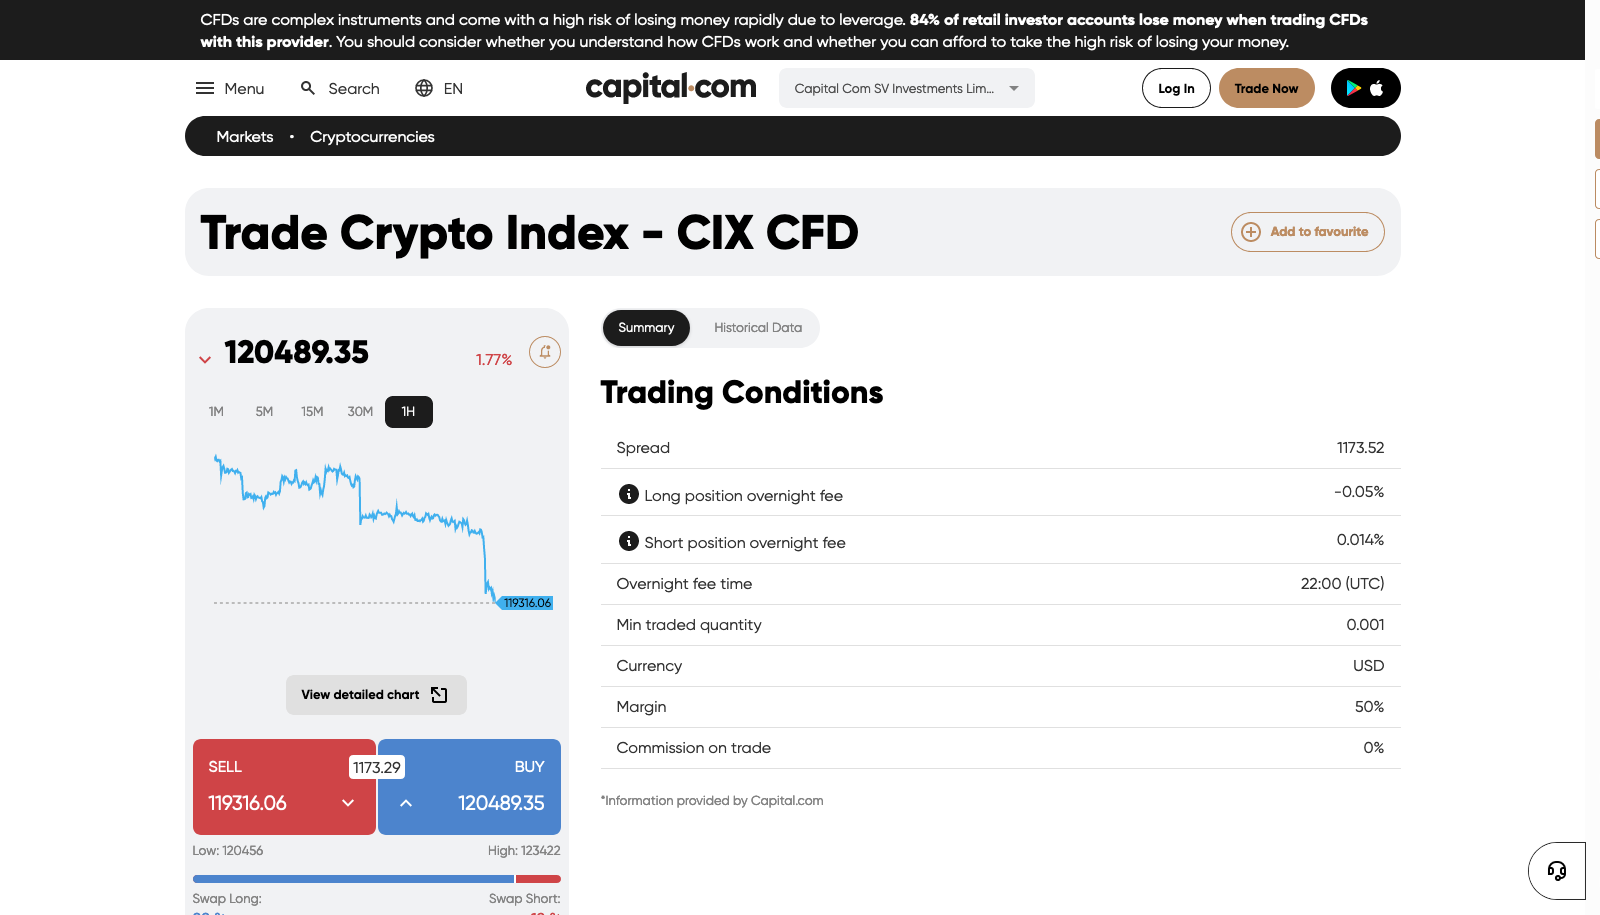 CFDs are complex instruments and come with a high risk of losing money rapidly due to leverage. 84% of retail investor accounts lose money when trading CFDs
with this provider. You should consider whether you understand how CFDs work and whether you can afford to take the high risk of losing your money.
Menu Search EN capital.com Capital Com SV Investments Lim... Log In Trade Now
Markets • Cryptocurrencies
Trade Crypto Index - CIX CFD
Add to favourite
120489.35
1.77%
1M 5M 15M 30M 1H
119316.06
View detailed chart
SELL 1173.29 BUY
119316.06 120489.35
Low: 120456 High: 123422
Swap Long: Swap Short:
Summary Historical Data
Trading Conditions
Spread 1173.52
Long position overnight fee -0.05%
Short position overnight fee 0.014%
Overnight fee time 22:00 (UTC)
Min traded quantity 0.001
Currency USD
Margin 50%
Commission on trade 0%
*Information provided by Capital.com